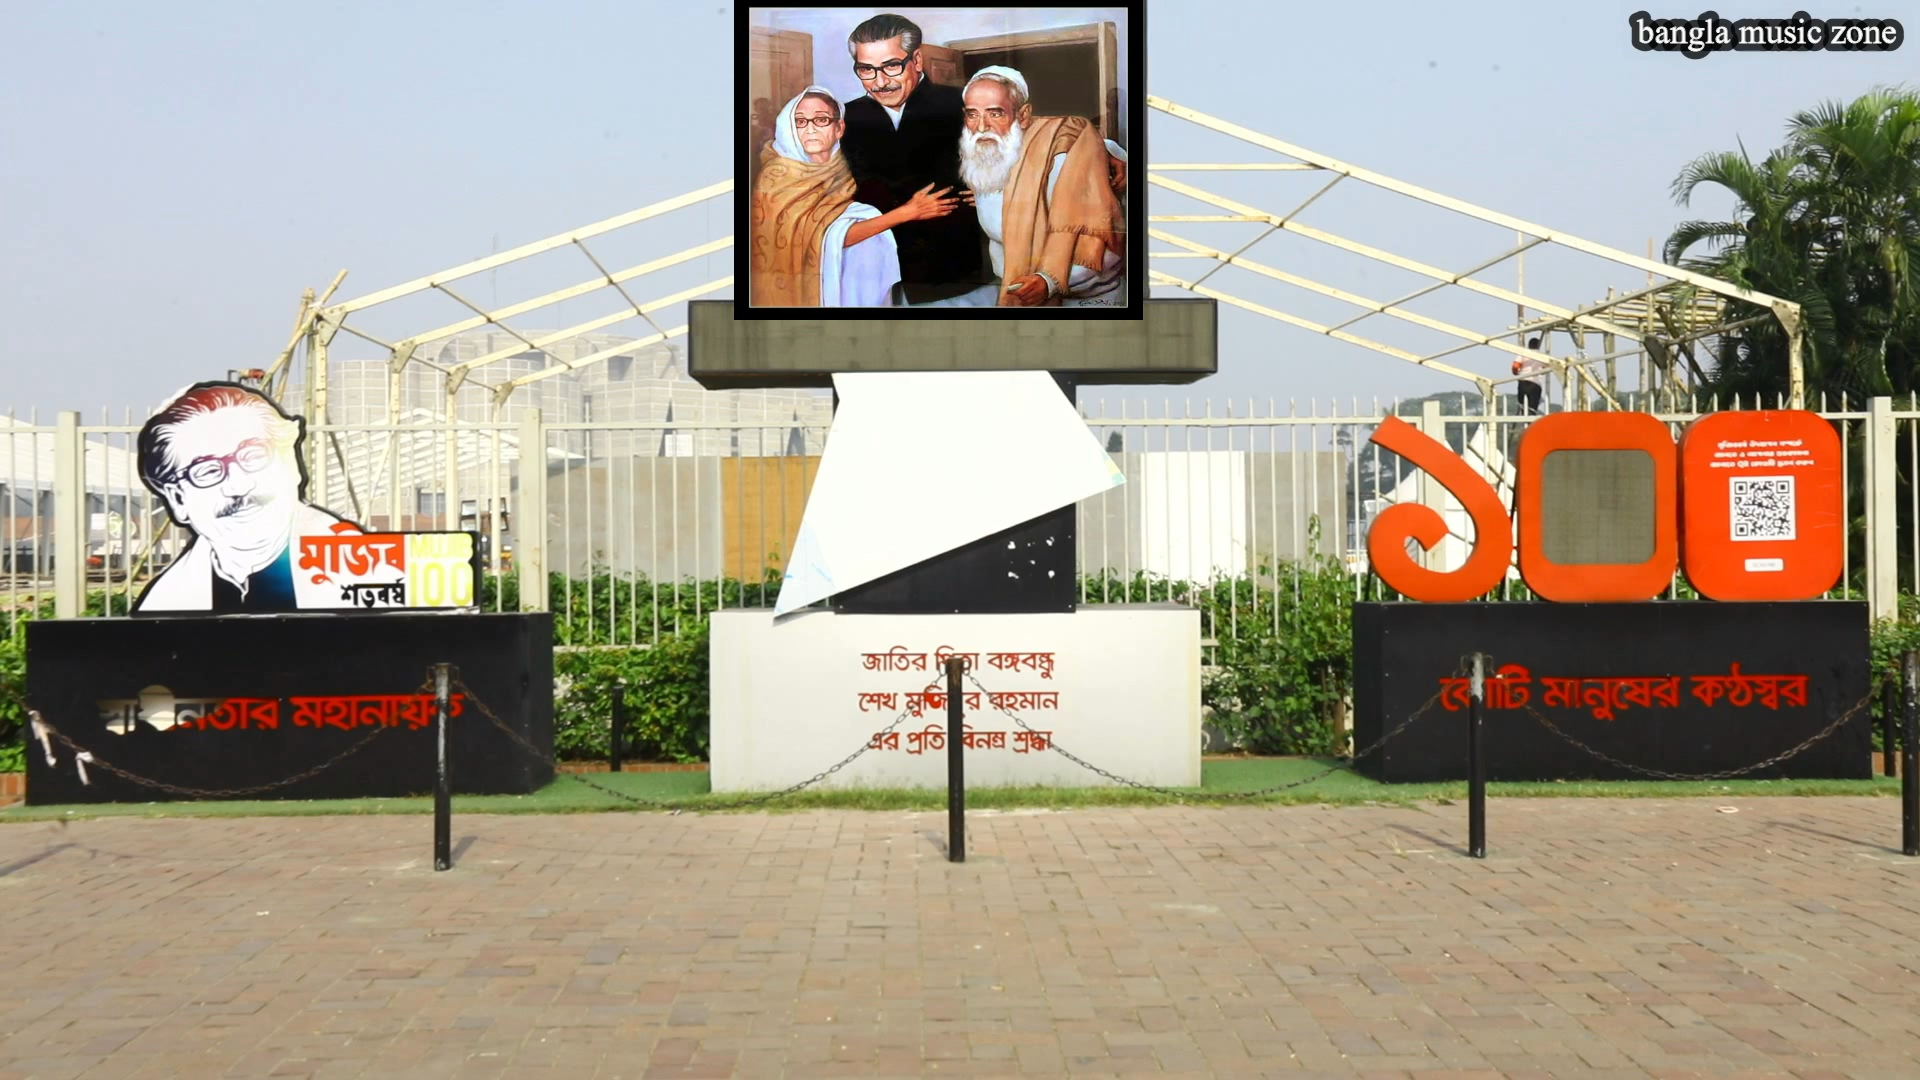 bangla music zone
মুজিব
শতবর্ষ
MUJIB
100
১০০
মহানায়ক
জাতির পিতা বঙ্গবন্ধু
শেখ মুজিবুর রহমান
এর প্রতি বিনম্র শ্রদ্ধা
কোটি মানুষের কণ্ঠস্বর